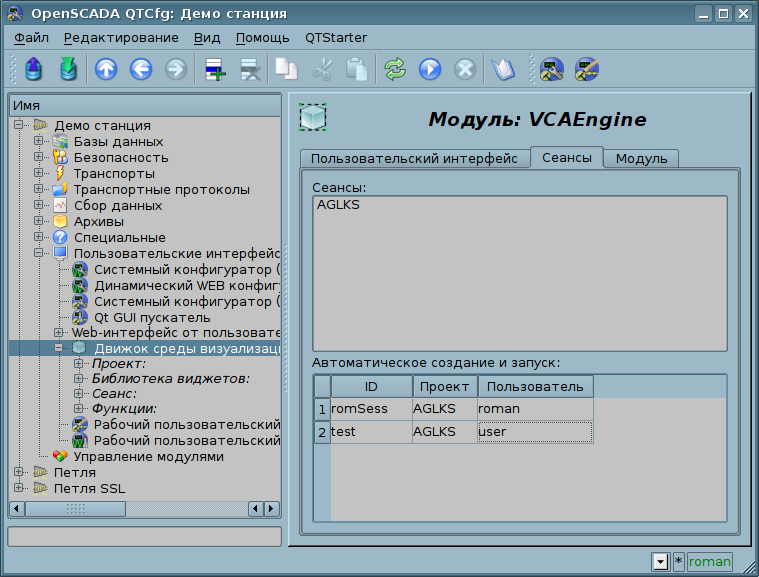 OpenSCADA QTCfg: Демо станция
Файл Редактирование Вид Помощь QTStarter
Имя
Демо станция
Базы данных
Безопасность
Транспорты
Транспортные протоколы
Сбор данных
Архивы
Специальные
Пользовательские интерфейс
Системный конфигуратор (
Динамический WEB конфиг
Системный конфигуратор (
Qt GUI пускатель
Web-интерфейс от пользовате
Движок среды визуализац
Проект:
Библиотека виджетов:
Сеанс:
Функции:
Рабочий пользовательский
Рабочий пользовательский
Управление модулями
Петля
Петля SSL
Модуль: VCAEngine
Пользовательский интерфейс Сеансы Модуль
Сеансы:
AGLKS
Автоматическое создание и запуск:
ID Проект Пользователь
1 romSess AGLKS roman
2 test AGLKS user
* roman